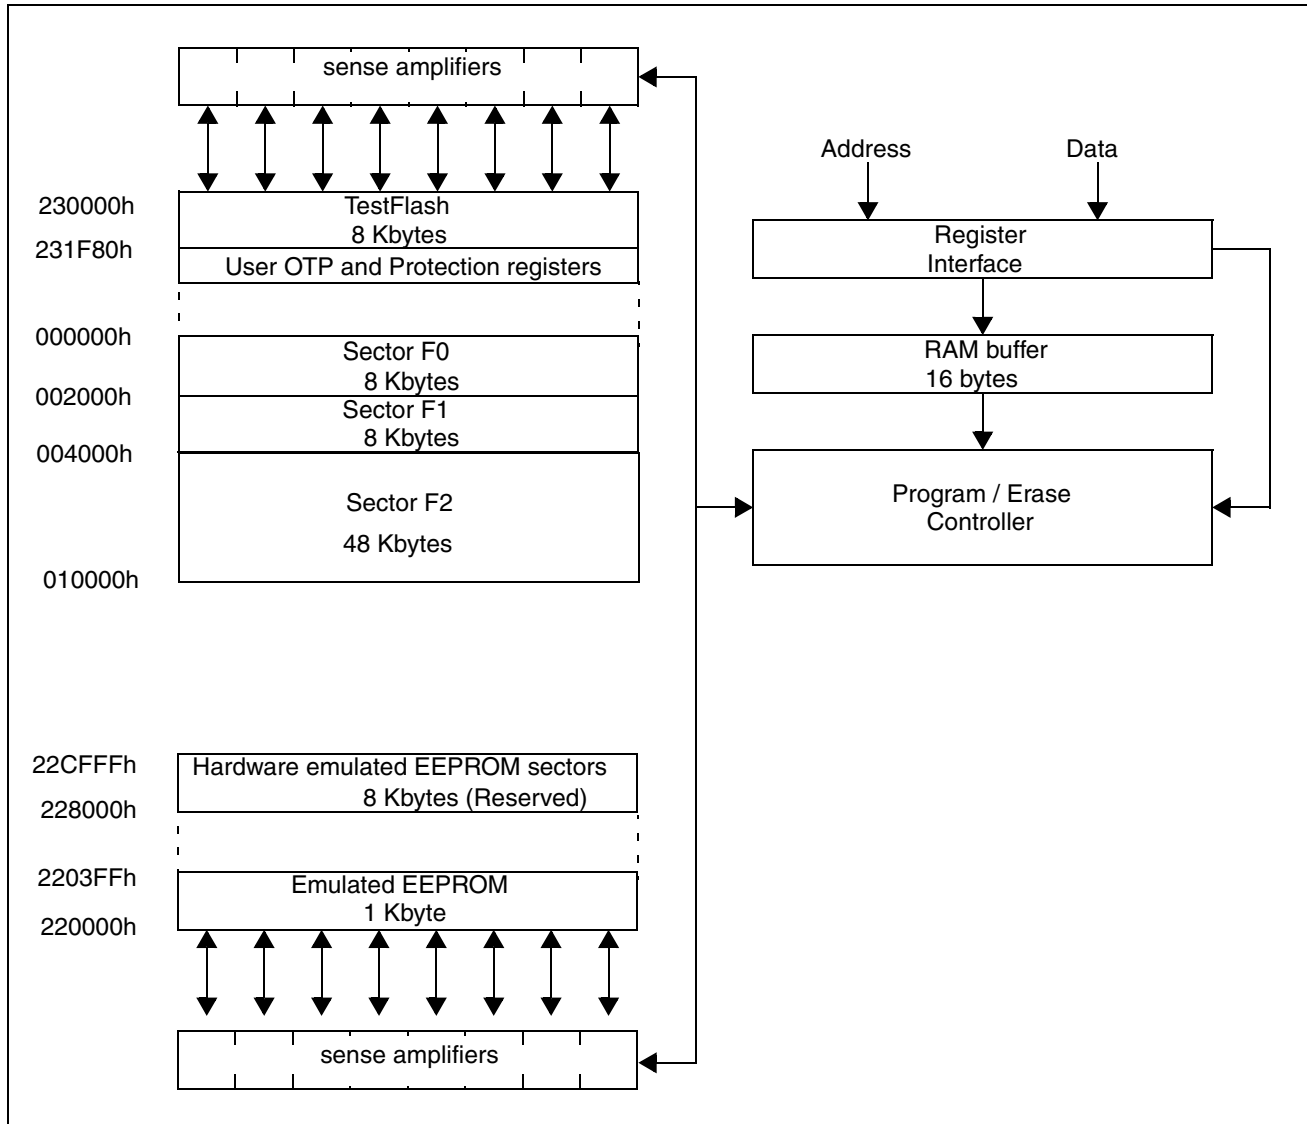 sense amplifiers
230000h
TestFlash
8 Kbytes
231F80h
User OTP and Protection registers
000000h
Sector F0
8 Kbytes
002000h
Sector F1
8 Kbytes
004000h
Sector F2
48 Kbytes
010000h
22CFFFh
Hardware emulated EEPROM sectors
8 Kbytes (Reserved)
228000h
2203FFh
Emulated EEPROM
1 Kbyte
220000h
sense amplifiers
Address
Data
Register
Interface
RAM buffer
16 bytes
Program / Erase
Controller